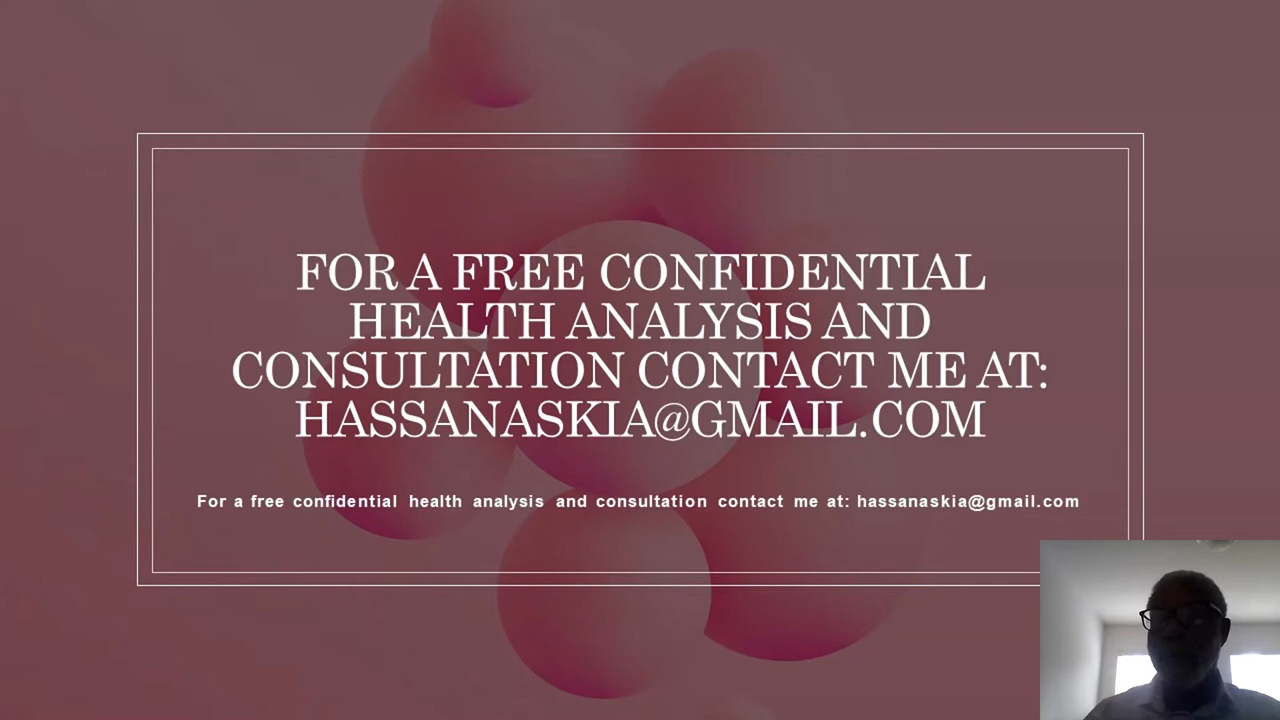 FOR A FREE CONFIDENTIAL
HEALTH ANALYSIS AND
CONSULTATION CONTACT ME AT:
HASSANASKIA@GMAIL.COM
For a free confidential health analysis and consultation contact me at: hassanaskia@gmail.com